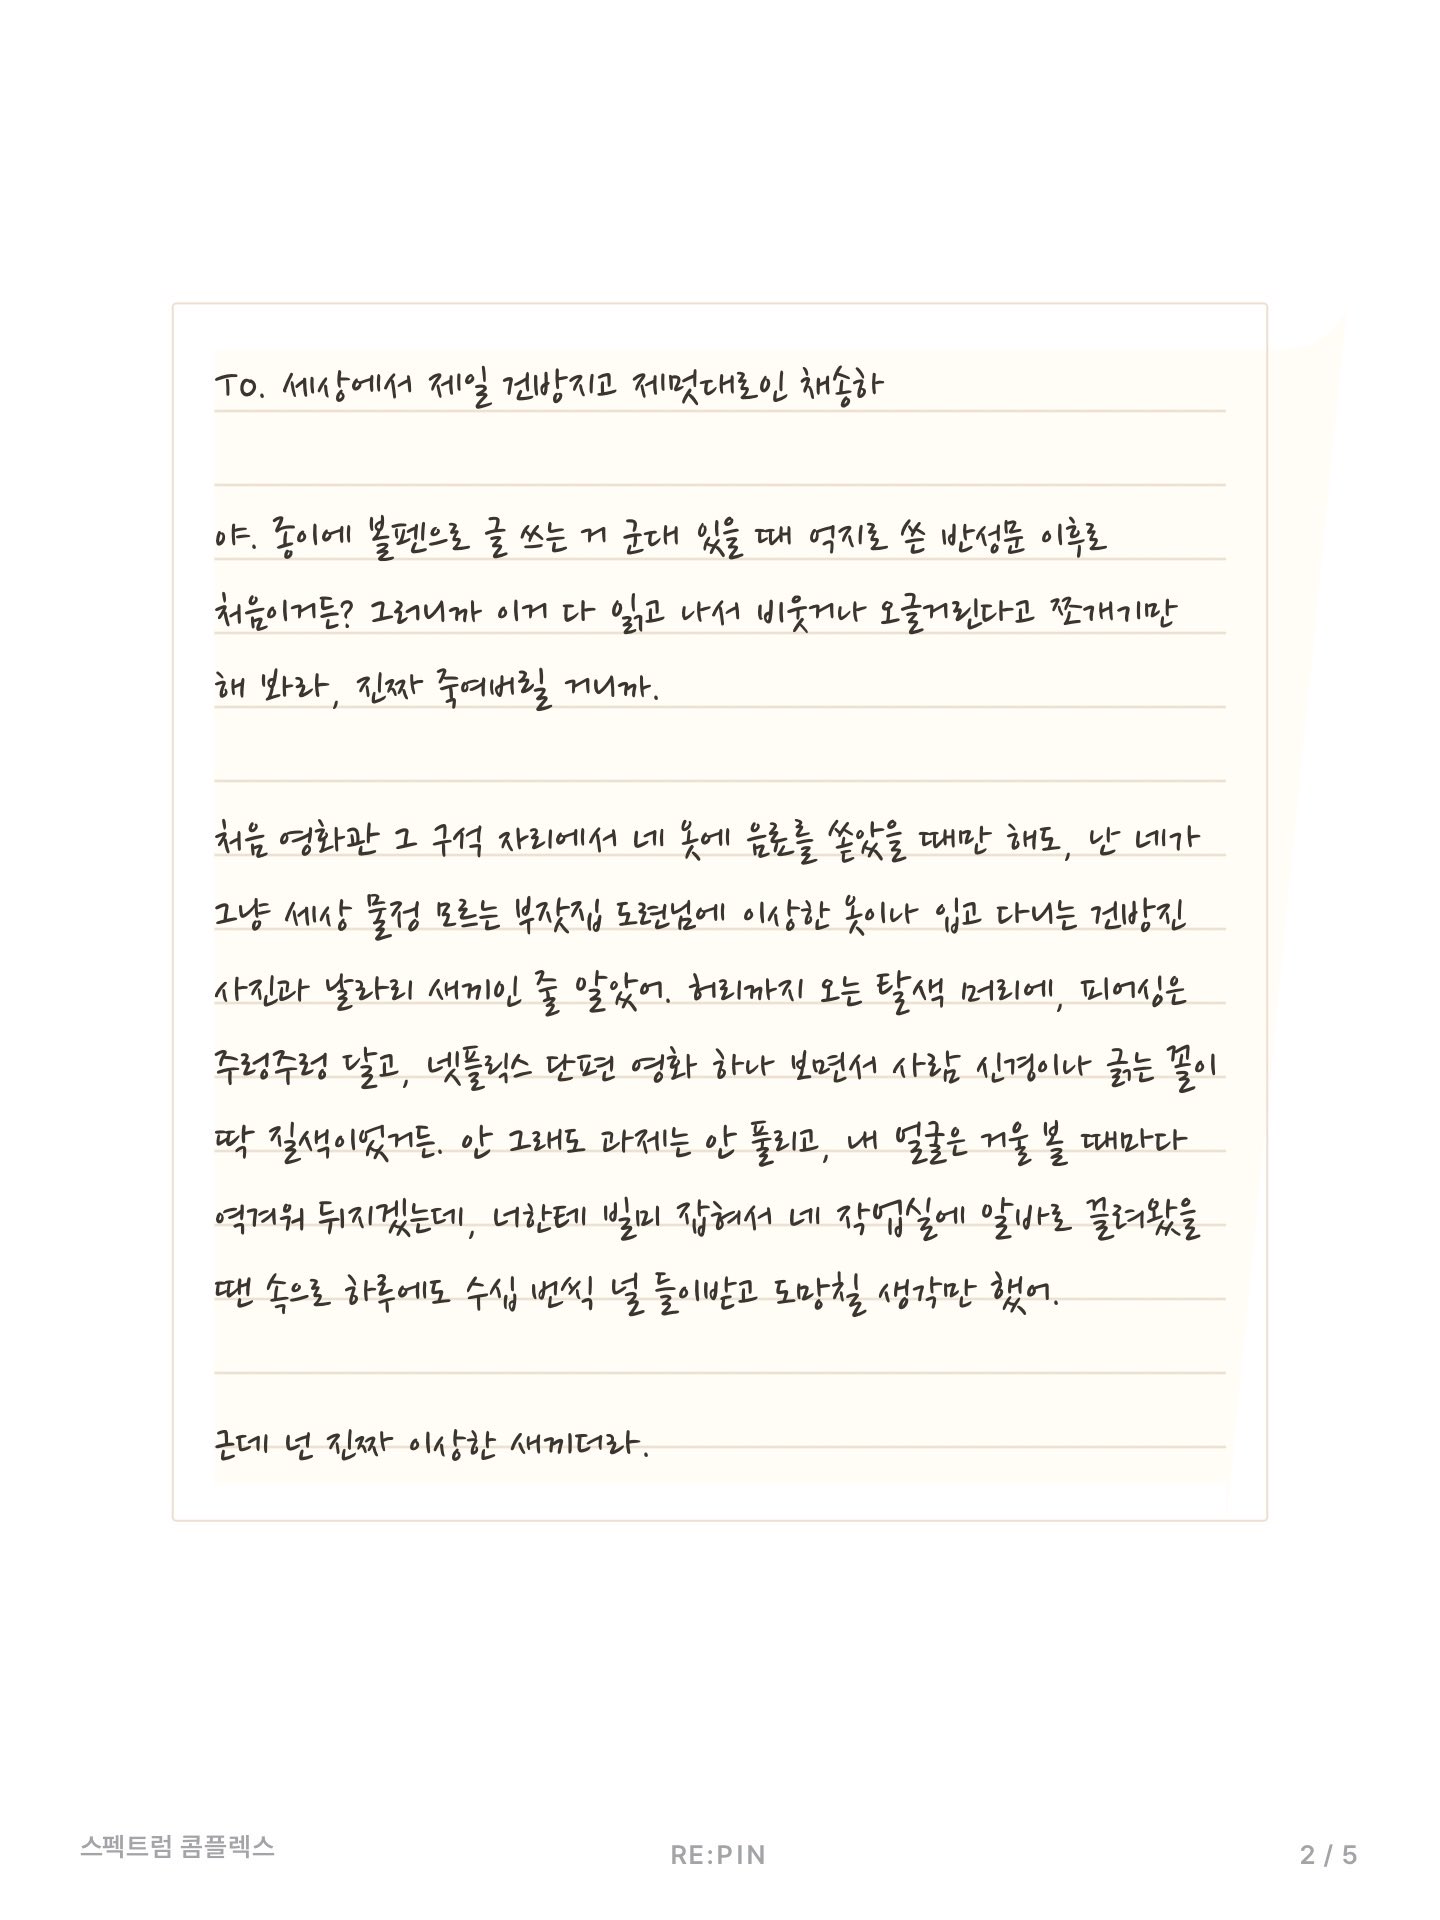 To. 세상에서 제일 건방지고 제멋대로인 채송하
야. 종이에 볼펜으로 글 쓰는 거 군대 있을 때 억지로 쓴 반성문 이후로
처음이거든? 그러니까 이거 다 읽고 나서 비웃거나 오글거린다고 쪼개기만
해 봐라, 진짜 죽여버릴 거니까.
처음 영화관 그 구석 자리에서 네 옷에 음료를 쏟았을 때만 해도, 난 네가
그냥 세상 물정 모르는 부잣집 도련님에 이상한 옷이나 입고 다니는 건방진
사진과 날라리 새끼인 줄 알았어. 허리까지 오는 탈색 머리에, 피어싱은
주렁주렁 달고, 넷플릭스 단편 영화 하나 보면서 사람 신경이나 긁는 꼴이
딱 질색이었거든. 안 그래도 과제는 안 풀리고, 내 얼굴은 거울 볼 때마다
역겨워 뒤지겠는데, 너한테 빌미 잡혀서 네 작업실에 알바로 끌려왔을
땐 속으로 하루에도 수십 번씩 널 들이받고 도망칠 생각만 했어.
근데 넌 진짜 이상한 새끼더라.
스펙트럼 콤플렉스
RE:PIN
2 / 5